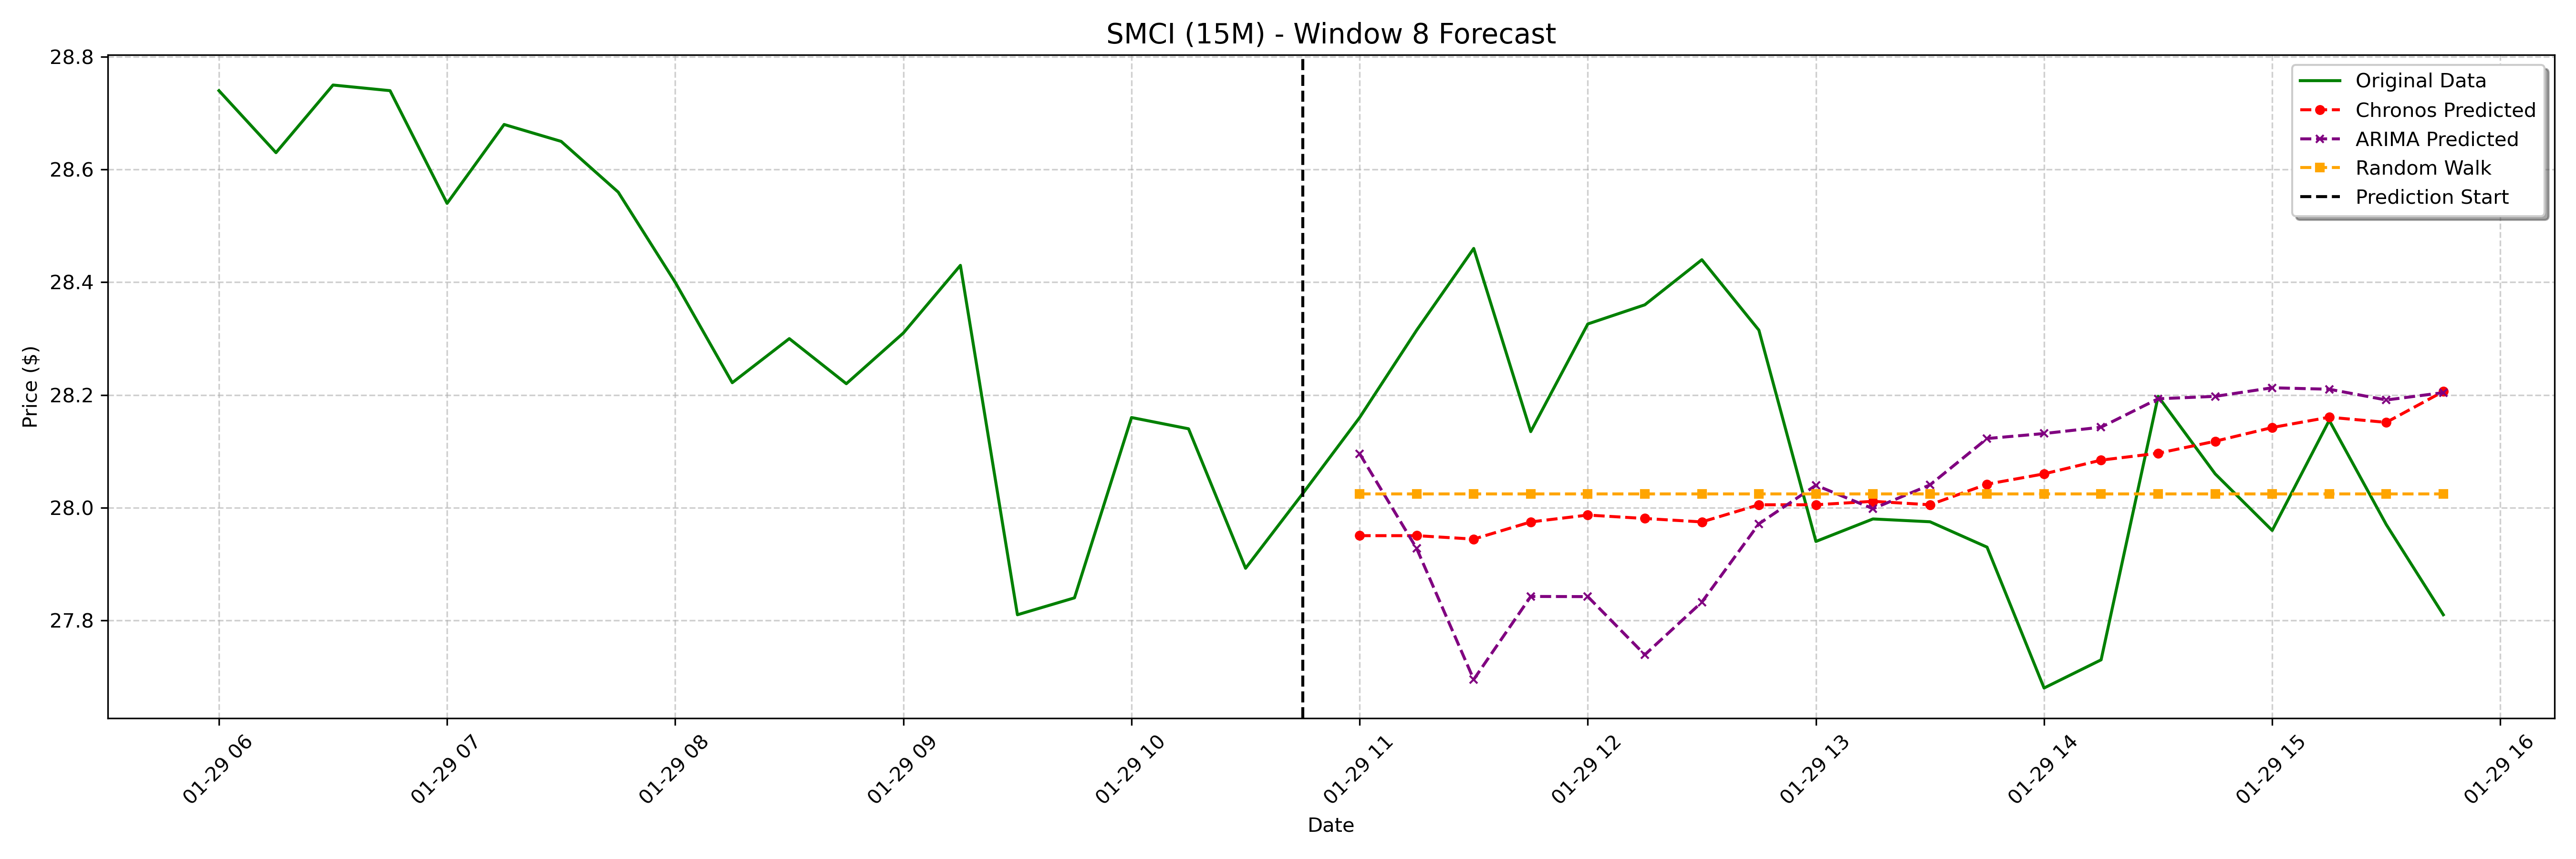 SMCI (15M) - Window 8 Forecast
28.8
28.6
28.4
28.2
28.0
27.8
Price ($)
Original Data
Chronos Predicted
ARIMA Predicted
Random Walk
Prediction Start
01-29 06
01-29 07
01-29 08
01-29 09
01-29 10
01-29 11
01-29 12
01-29 13
01-29 14
01-29 15
01-29 16
Date